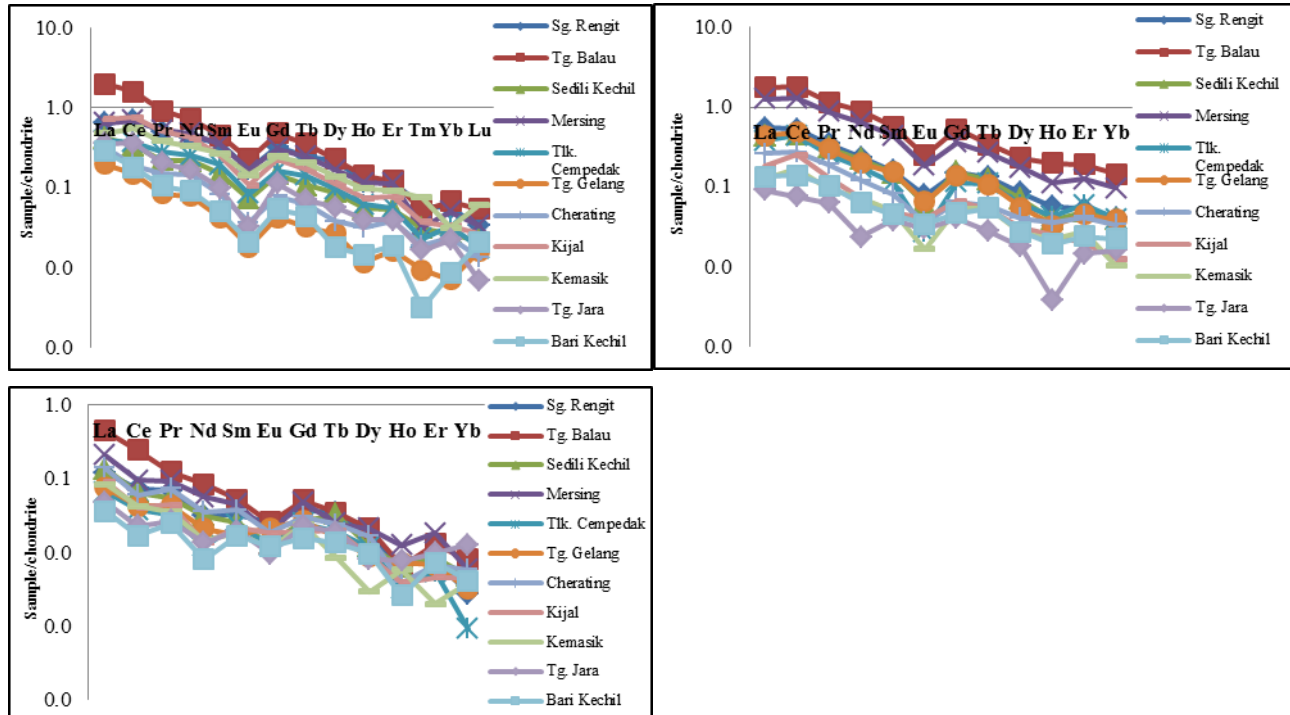 10.0
1.0
0.1
0.0
0.0
Sample/chondrite
La Ce Pr Nd Sm Eu Gd Tb Dy Ho Er Tm Yb Lu
Sg. Rengit
Tg. Balau
Sedili Kechil
Mersing
Tlk.
Cempedak
Tg. Gelang
Cherating
Kijal
Kemasik
Tg. Jara
Bari Kechil
10.0
1.0
0.1
0.0
0.0
Sample/chondrite
La Ce Pr Nd Sm Eu Gd Tb Dy Ho Er Yb
Sg. Rengit
Tg. Balau
Sedili Kechil
Mersing
Tlk.
Cempedak
Tg. Gelang
Cherating
Kijal
Kemasik
Tg. Jara
Bari Kechil
1.0
0.1
0.0
0.0
0.0
Sample/chondrite
La Ce Pr Nd Sm Eu Gd Tb Dy Ho Er Yb
Sg. Rengit
Tg. Balau
Sedili Kechil
Mersing
Tlk. Cempedak
Tg. Gelang
Cherating
Kijal
Kemasik
Tg. Jara
Bari Kechil